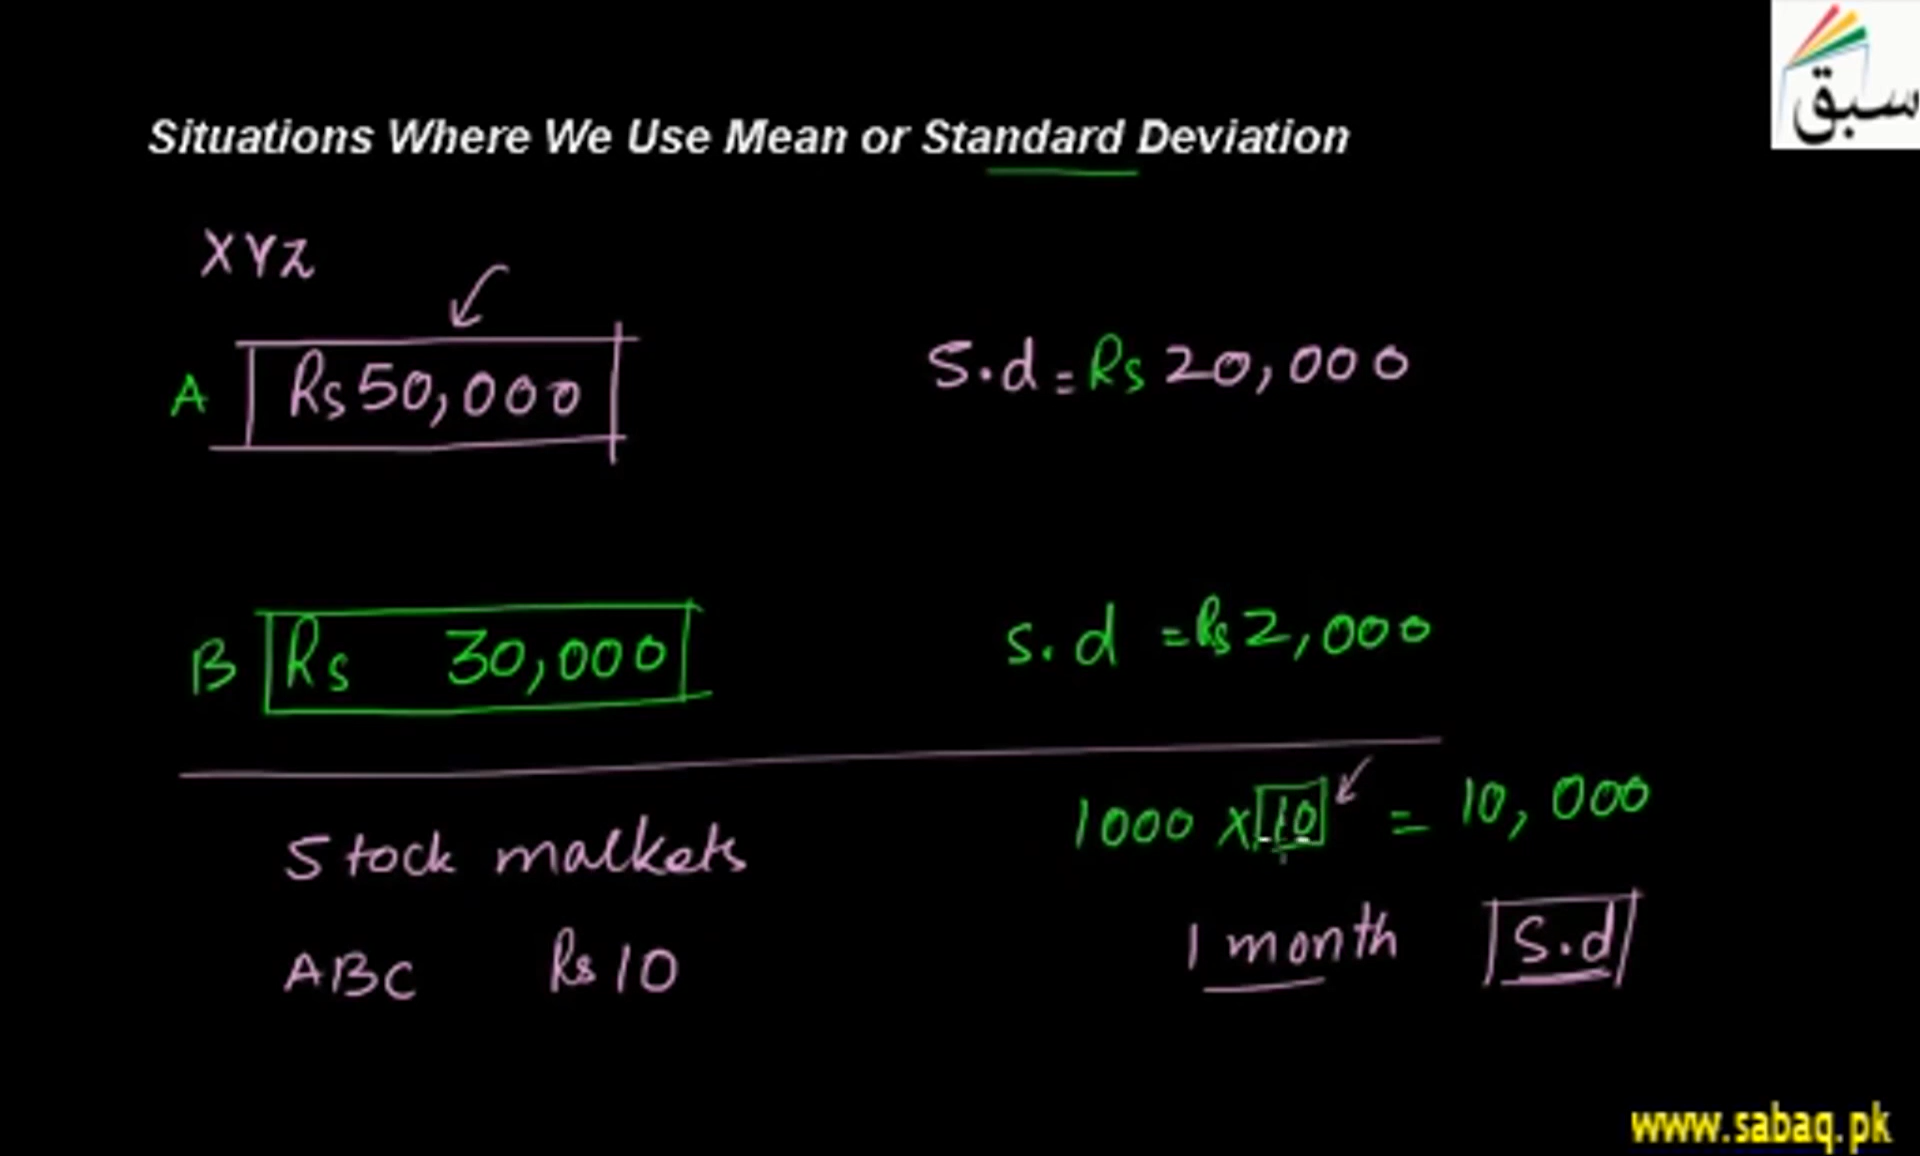 سبق
Situations Where We Use Mean or Standard Deviation
XYZ
A Rs 50,000 S.d = Rs 20,000
B Rs 30,000 s.d = Rs 2,000
1000 x 10 = 10,000
Stock markets
1 month S.d
ABC Rs 10
www.sabaq.pk